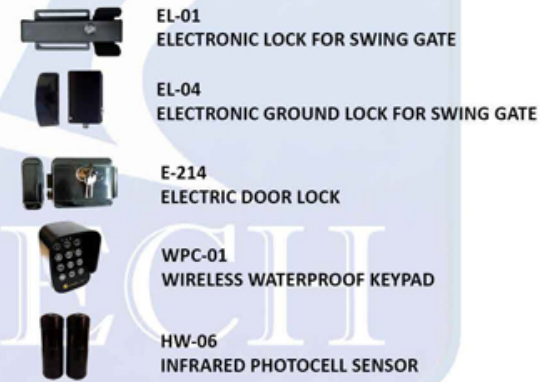 EL-01
ELECTRONIC LOCK FOR SWING GATE
EL-04
ELECTRONIC GROUND LOCK FOR SWING GATE
E-214
ELECTRIC DOOR LOCK
WPC-01
WIRELESS WATERPROOF KEYPAD
HW-06
INFRARED PHOTOCELL SENSOR